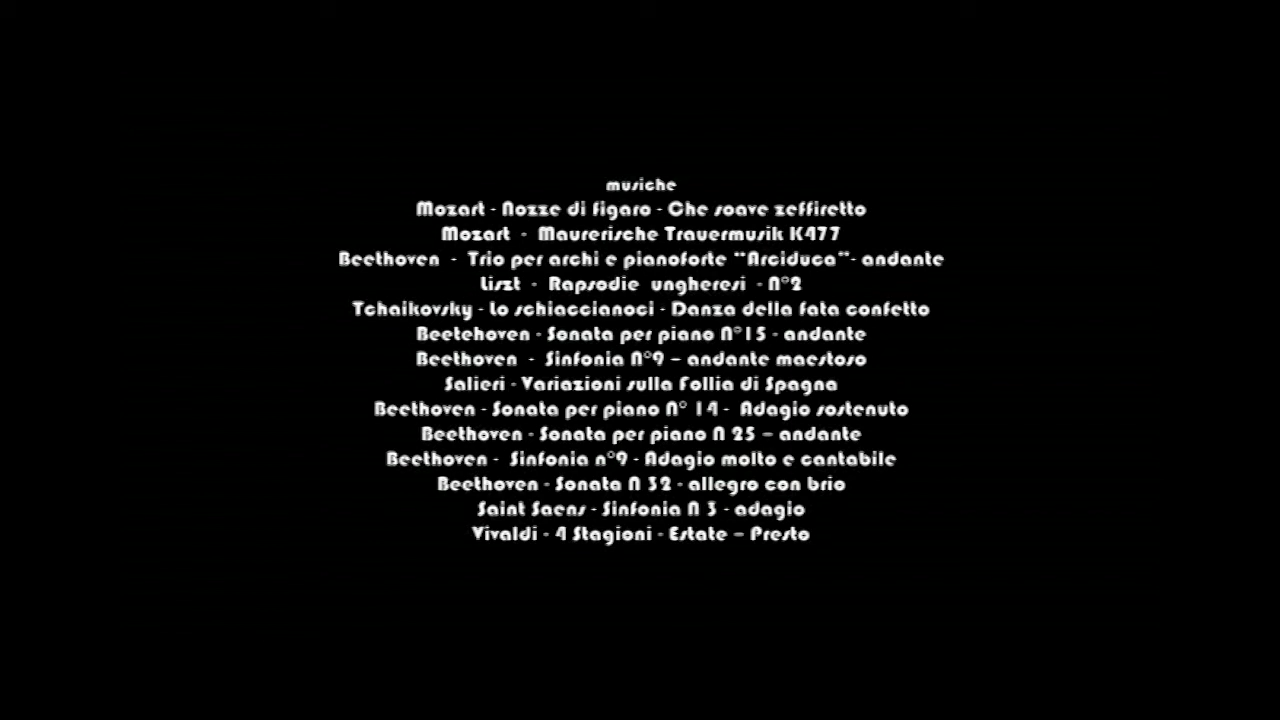 musiche
Mozart - Nozze di figaro - Che soave zeffiretto
Mozart - Maurerische Trauermusik K477
Beethoven - Trio per archi e pianoforte "Arciduca"- andante
Liszt - Rapsodie ungheresi - N°2
Tchaikovsky - Lo schiaccianoci - Danza della fata confetto
Beetehoven - Sonata per piano N°15 - andante
Beethoven - Sinfonia N°9 – andante maestoso
Salieri - Variazioni sulla Follia di Spagna
Beethoven - Sonata per piano N° 14 - Adagio sostenuto
Beethoven - Sonata per piano N 25 – andante
Beethoven - Sinfonia n°9 - Adagio molto e cantabile
Beethoven - Sonata N 32 - allegro con brio
Saint Saens - Sinfonia N 3 - adagio
Vivaldi - 4 Stagioni - Estate – Presto